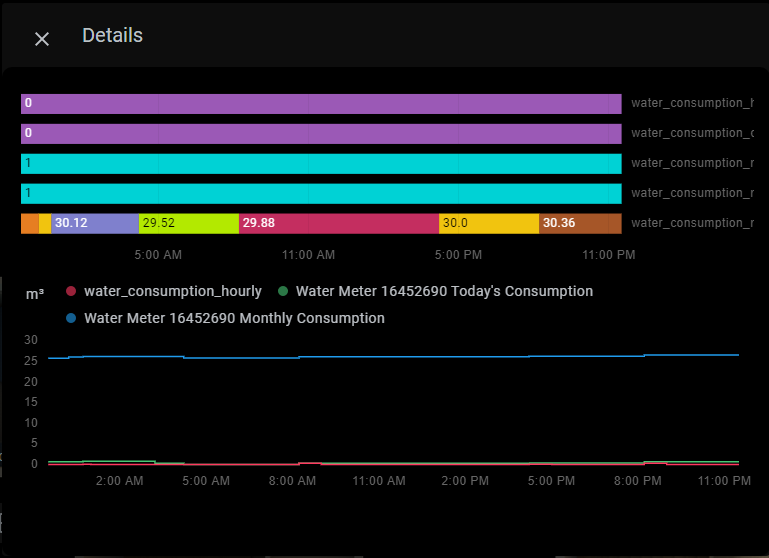 Details
0 water_consumption_h
0 water_consumption_c
1 water_consumption_r
1 water_consumption_r
30.12 29.52 29.88 30.0 30.36 water_consumption_r
5:00 AM 11:00 AM 5:00 PM 11:00 PM
m³ water_consumption_hourly Water Meter 16452690 Today's Consumption
Water Meter 16452690 Monthly Consumption
30
25
20
15
10
5
0
2:00 AM 5:00 AM 8:00 AM 11:00 AM 2:00 PM 5:00 PM 8:00 PM 11:00 PM